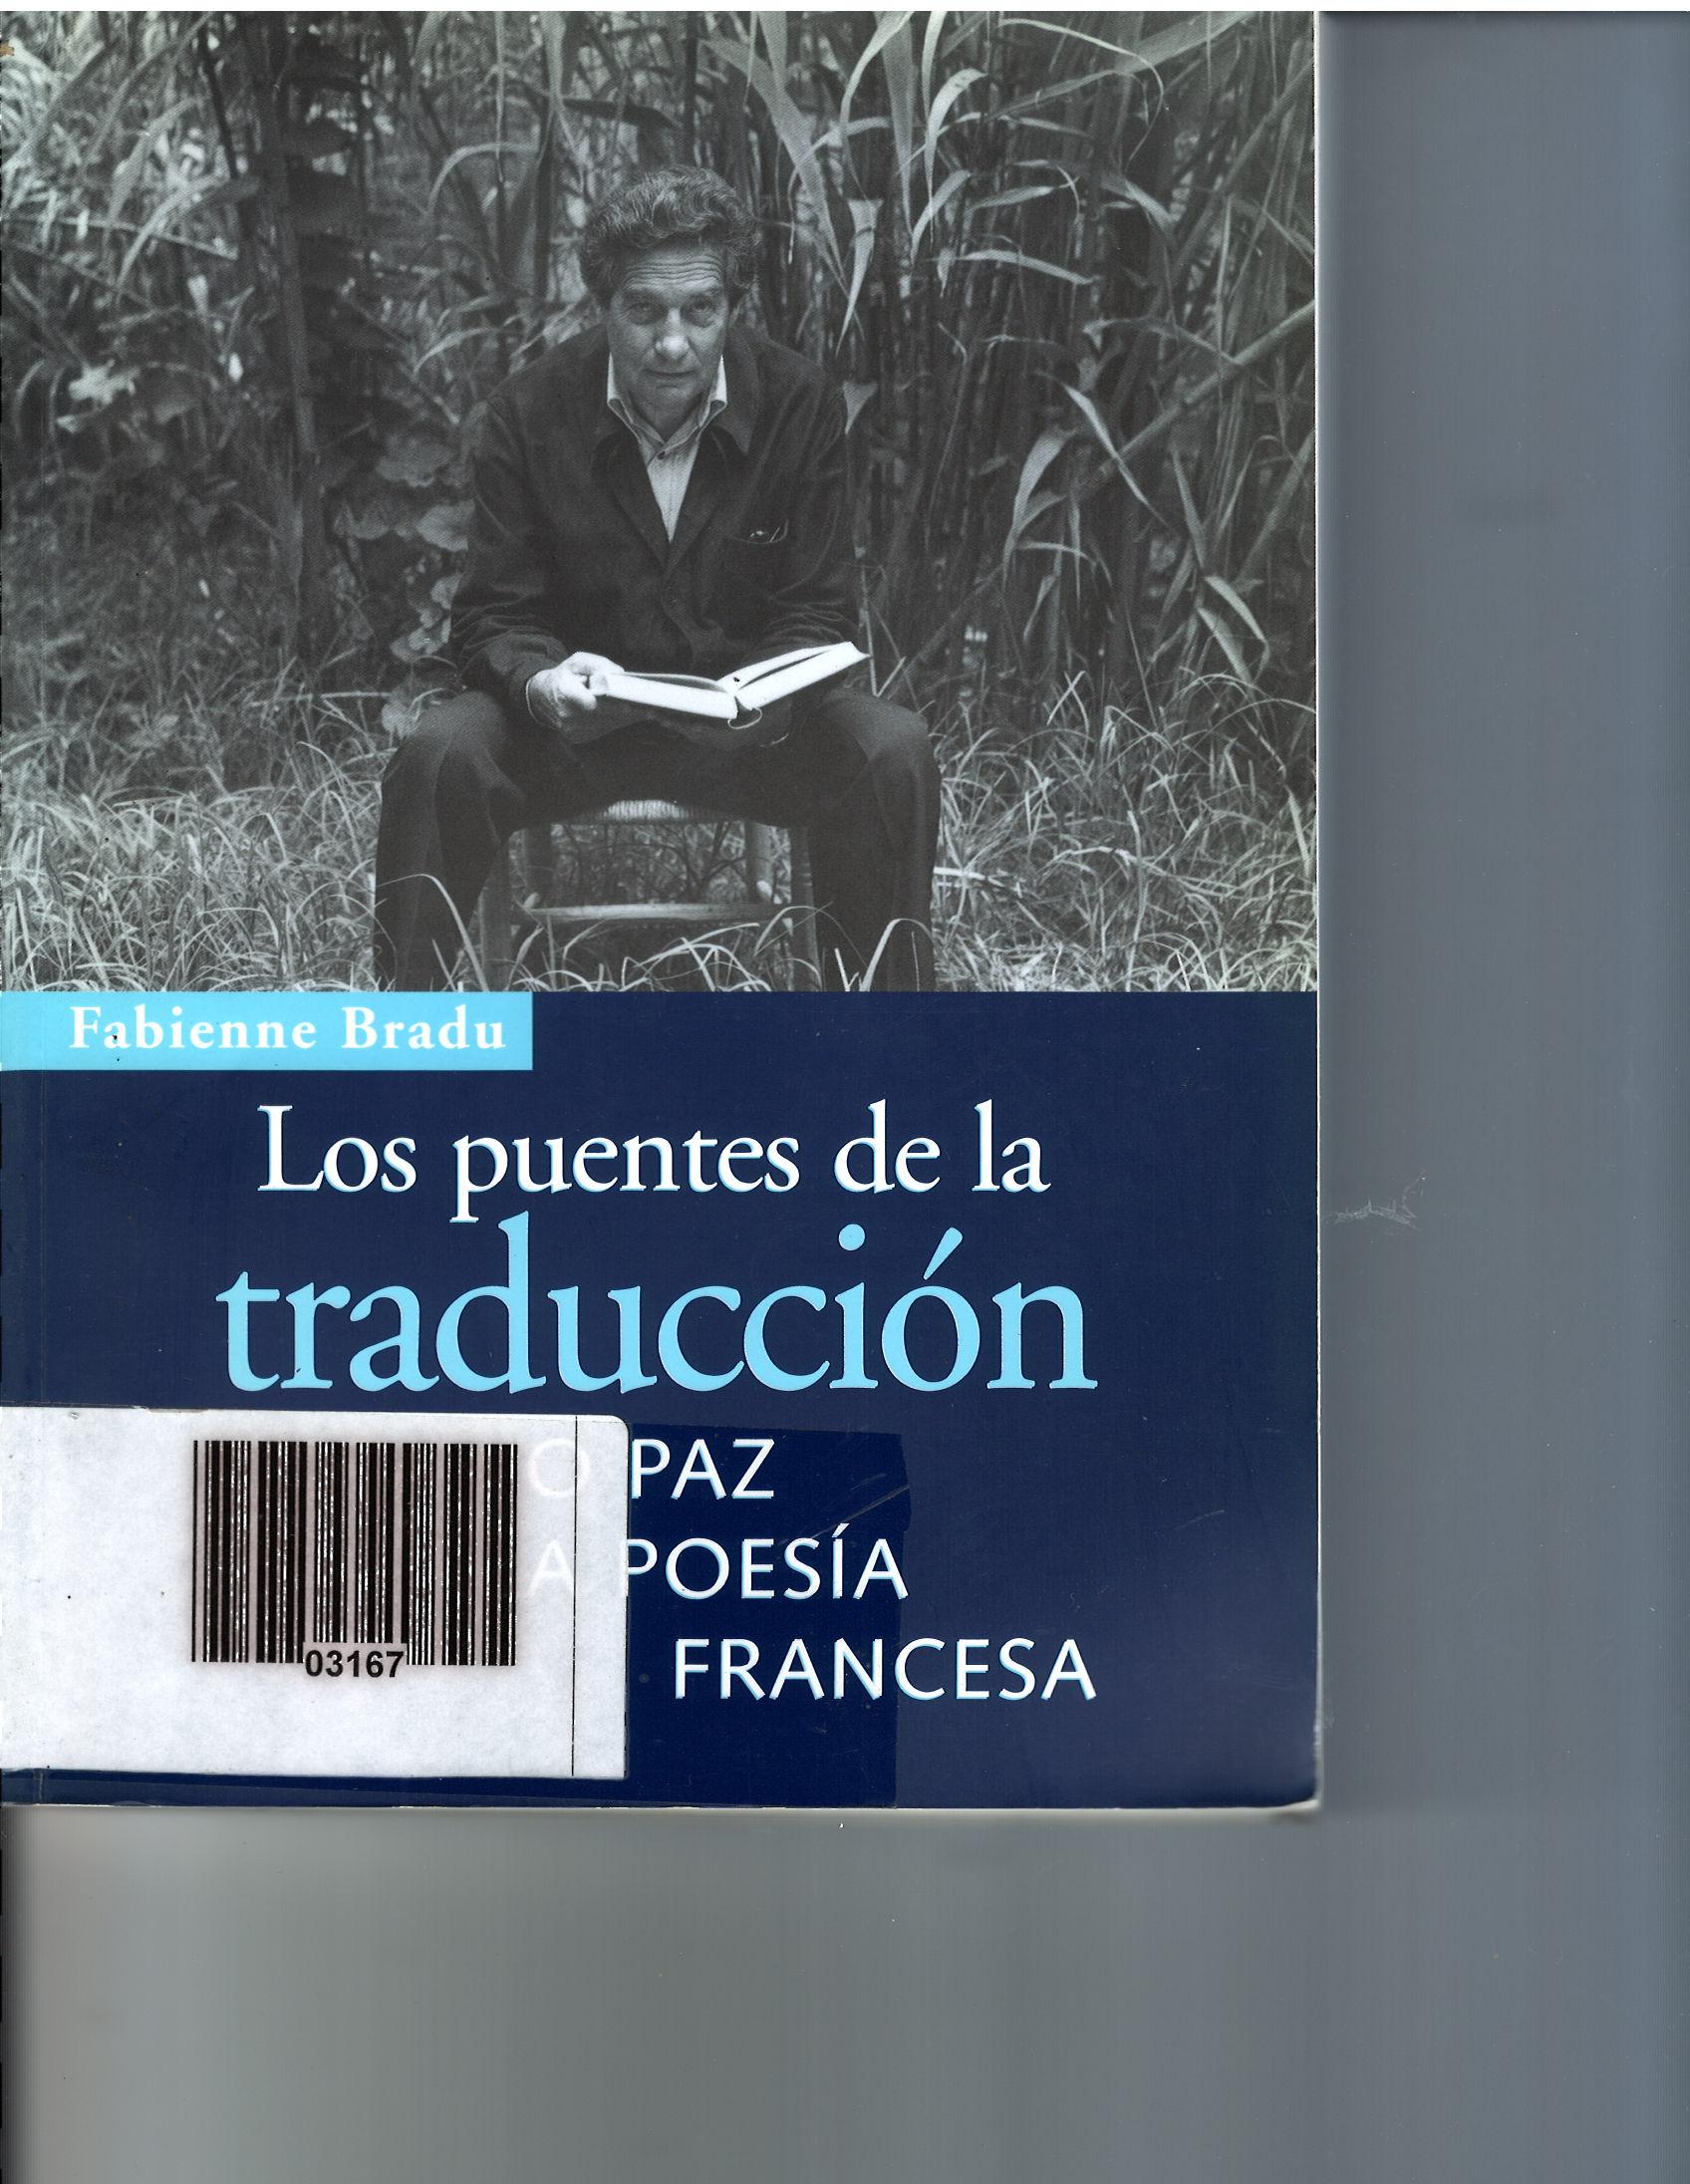 Fabienne Bradu
Los puentes de la
traducción
O PAZ
A POESÍA
FRANCESA
03167